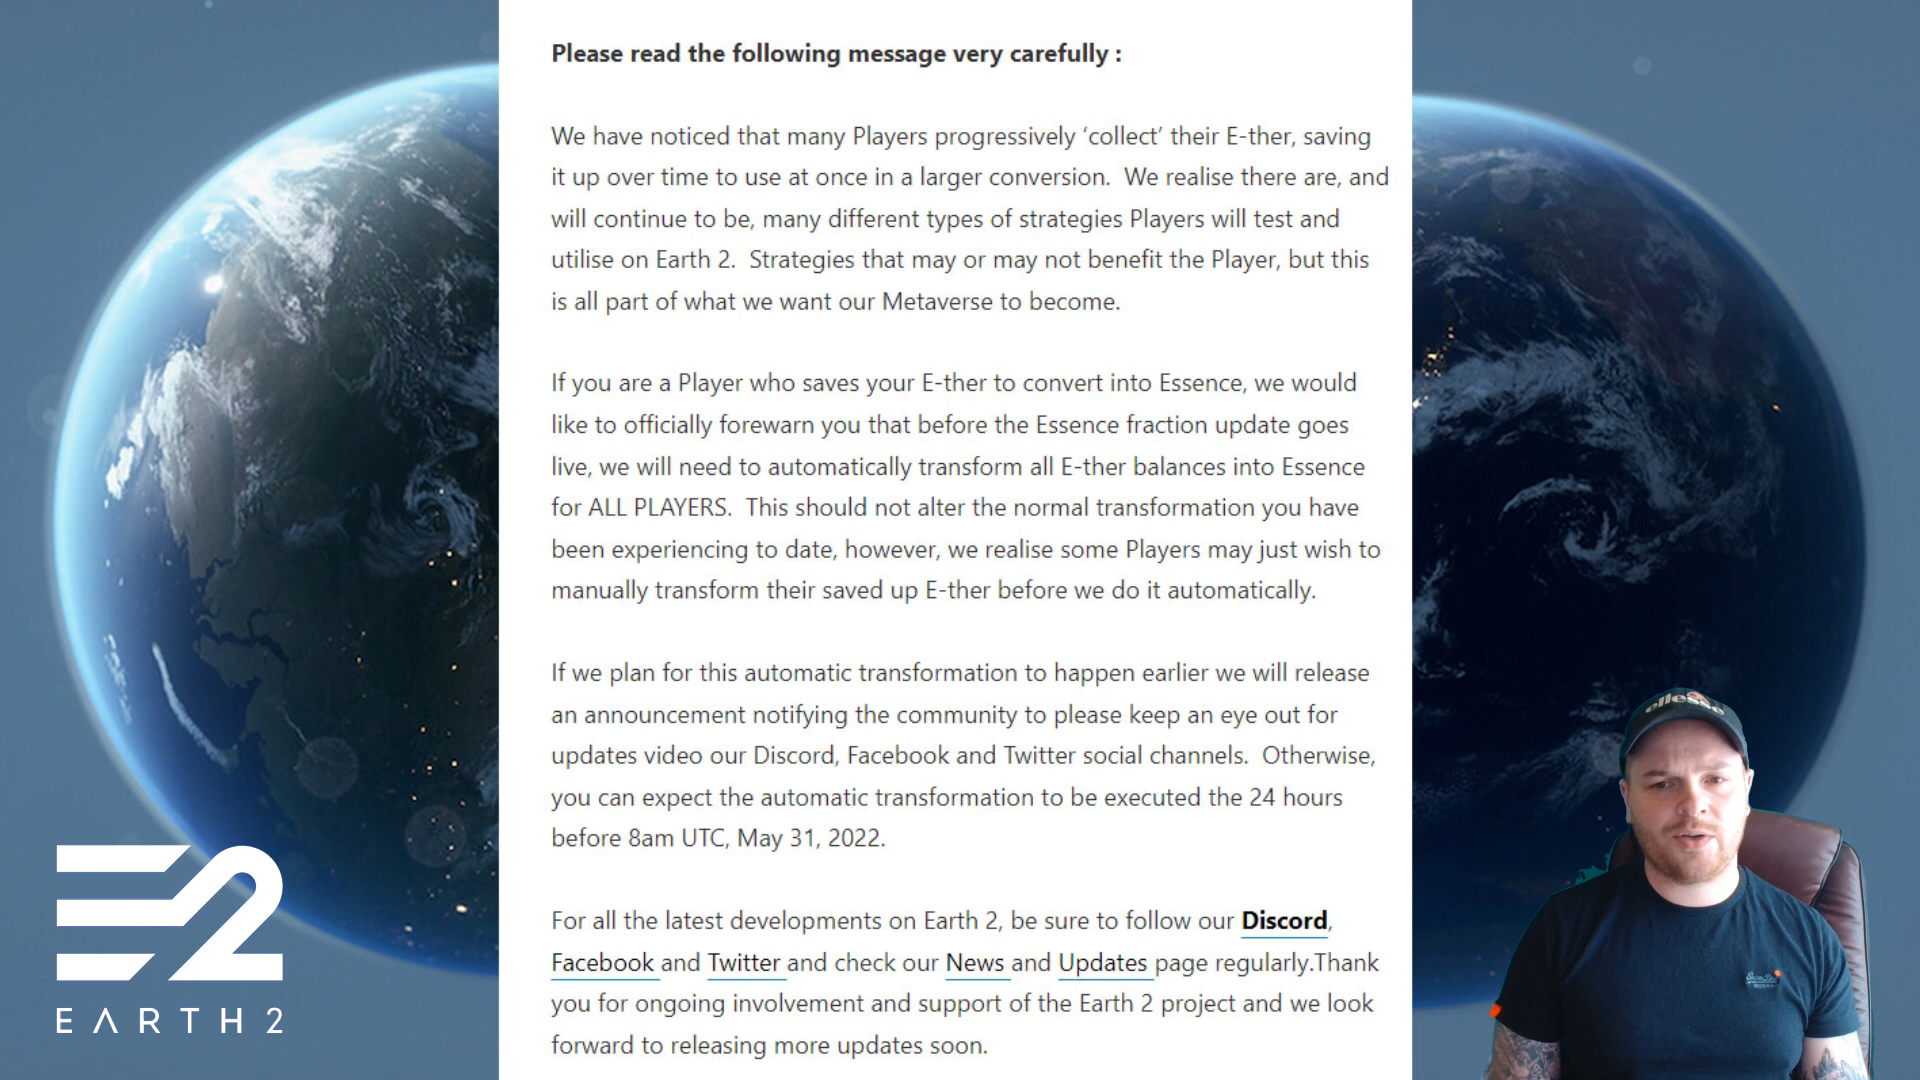 Please read the following message very carefully :
We have noticed that many Players progressively ‘collect’ their E-ther, saving
it up over time to use at once in a larger conversion.  We realise there are, and
will continue to be, many different types of strategies Players will test and
utilise on Earth 2.  Strategies that may or may not benefit the Player, but this
is all part of what we want our Metaverse to become.
If you are a Player who saves your E-ther to convert into Essence, we would
like to officially forewarn you that before the Essence fraction update goes
live, we will need to automatically transform all E-ther balances into Essence
for ALL PLAYERS.  This should not alter the normal transformation you have
been experiencing to date, however, we realise some Players may just wish to
manually transform their saved up E-ther before we do it automatically.
If we plan for this automatic transformation to happen earlier we will release
an announcement notifying the community to please keep an eye out for
updates video our Discord, Facebook and Twitter social channels.  Otherwise,
you can expect the automatic transformation to be executed the 24 hours
before 8am UTC, May 31, 2022.
For all the latest developments on Earth 2, be sure to follow our Discord,
Facebook and Twitter and check our News and Updates page regularly.Thank
you for ongoing involvement and support of the Earth 2 project and we look
forward to releasing more updates soon.
E2
EARTH 2
ellesse